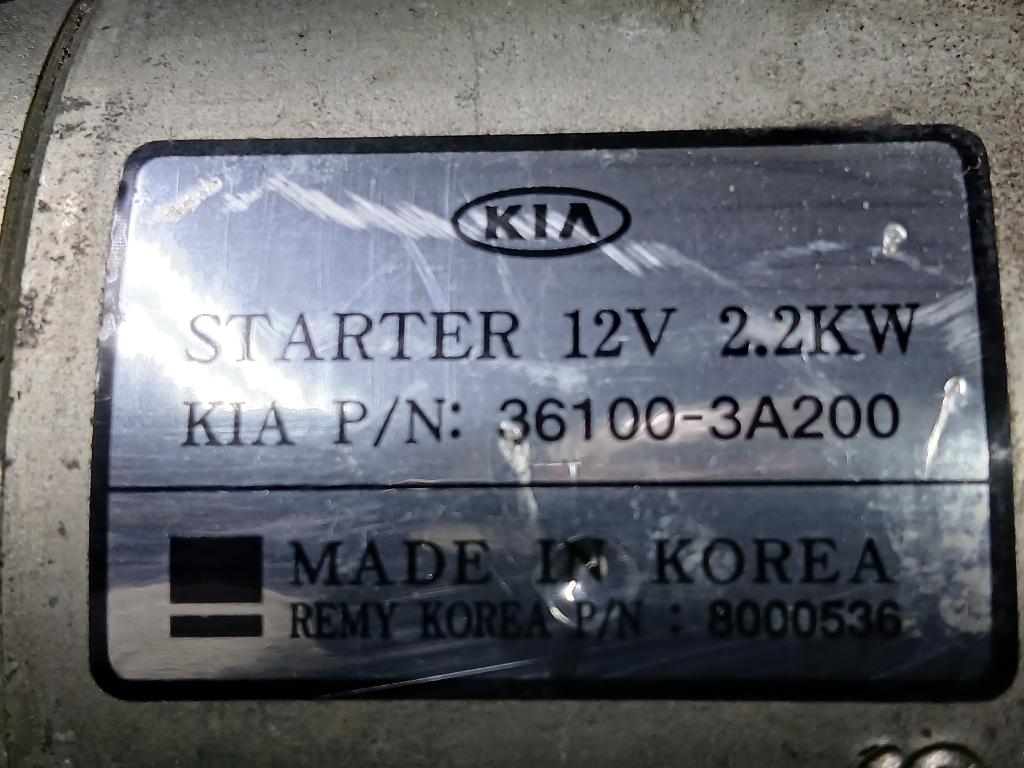 KIA
STARTER 12V 2.2KW
KIA P/N: 36100-3A200
MADE IN KOREA
REMY KOREA P/N : 8000536